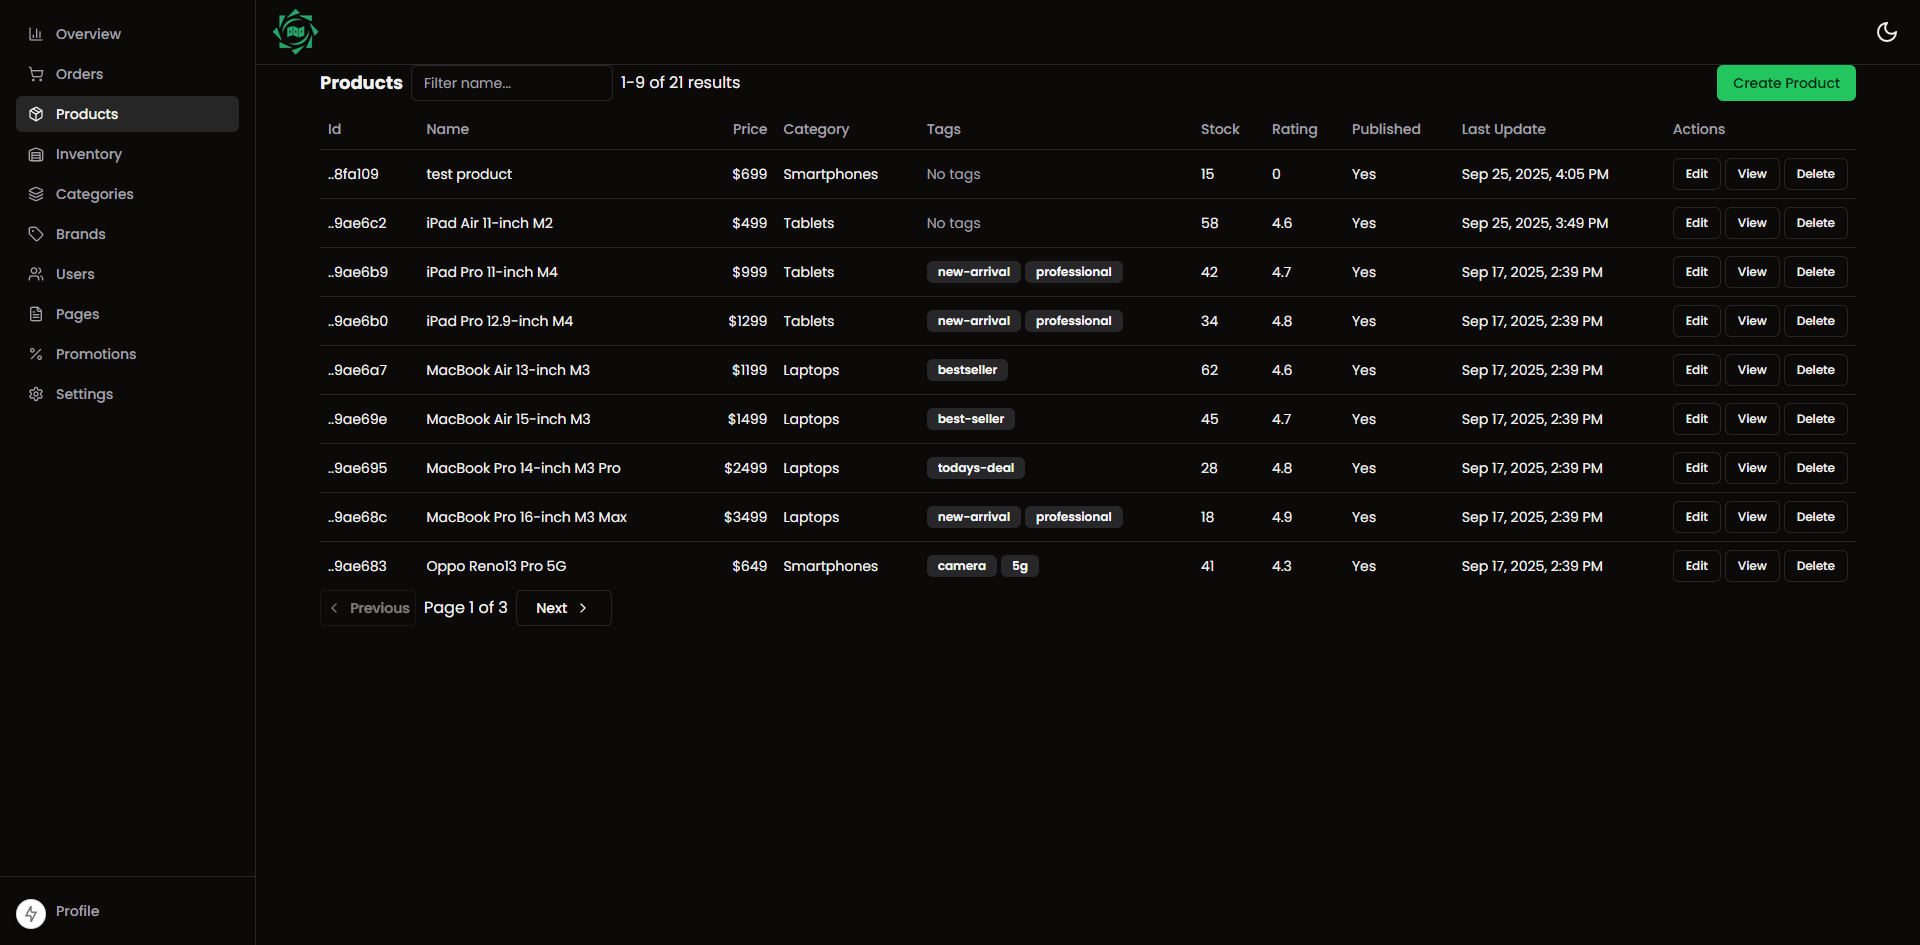 Overview
Orders
Products
Inventory
Categories
Brands
Users
Pages
Promotions
Settings
Profile
Products Filter name... 1-9 of 21 results Create Product
Id Name Price Category Tags Stock Rating Published Last Update Actions
..8fa109 test product $699 Smartphones No tags 15 0 Yes Sep 25, 2025, 4:05 PM Edit View Delete
..9ae6c2 iPad Air 11-inch M2 $499 Tablets No tags 58 4.6 Yes Sep 25, 2025, 3:49 PM Edit View Delete
..9ae6b9 iPad Pro 11-inch M4 $999 Tablets new-arrival professional 42 4.7 Yes Sep 17, 2025, 2:39 PM Edit View Delete
..9ae6b0 iPad Pro 12.9-inch M4 $1299 Tablets new-arrival professional 34 4.8 Yes Sep 17, 2025, 2:39 PM Edit View Delete
..9ae6a7 MacBook Air 13-inch M3 $1199 Laptops bestseller 62 4.6 Yes Sep 17, 2025, 2:39 PM Edit View Delete
..9ae69e MacBook Air 15-inch M3 $1499 Laptops best-seller 45 4.7 Yes Sep 17, 2025, 2:39 PM Edit View Delete
..9ae695 MacBook Pro 14-inch M3 Pro $2499 Laptops todays-deal 28 4.8 Yes Sep 17, 2025, 2:39 PM Edit View Delete
..9ae68c MacBook Pro 16-inch M3 Max $3499 Laptops new-arrival professional 18 4.9 Yes Sep 17, 2025, 2:39 PM Edit View Delete
..9ae683 Oppo Reno13 Pro 5G $649 Smartphones camera 5g 41 4.3 Yes Sep 17, 2025, 2:39 PM Edit View Delete
Previous Page 1 of 3 Next